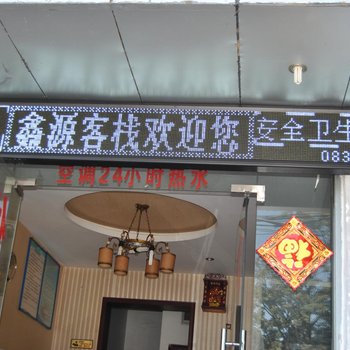 鑫源客栈欢迎您 安全卫生
083
空调24小时热水
福